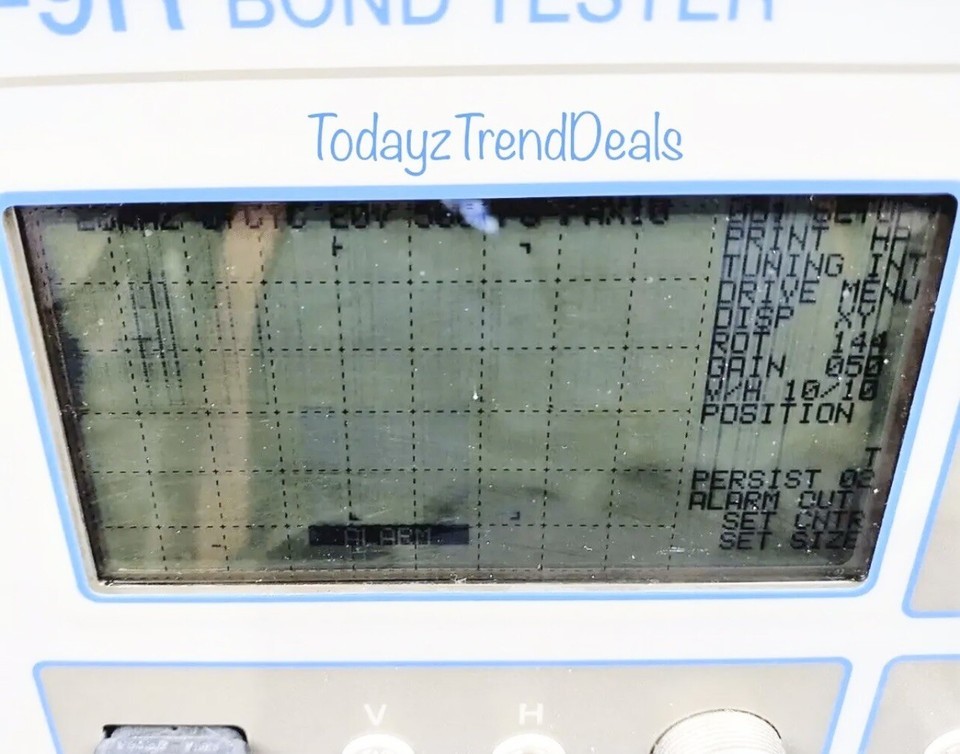 BOND TESTER
TodayzTrendDeals
PRINT HP
TUNING INT
DRIVE MENU
DISP XY
ROT 144
GAIN 050
V/H 10/10
POSITION
T
PERSIST 02
ALARM CUT
SET CNTR
SET SIZE
ALARM
V H